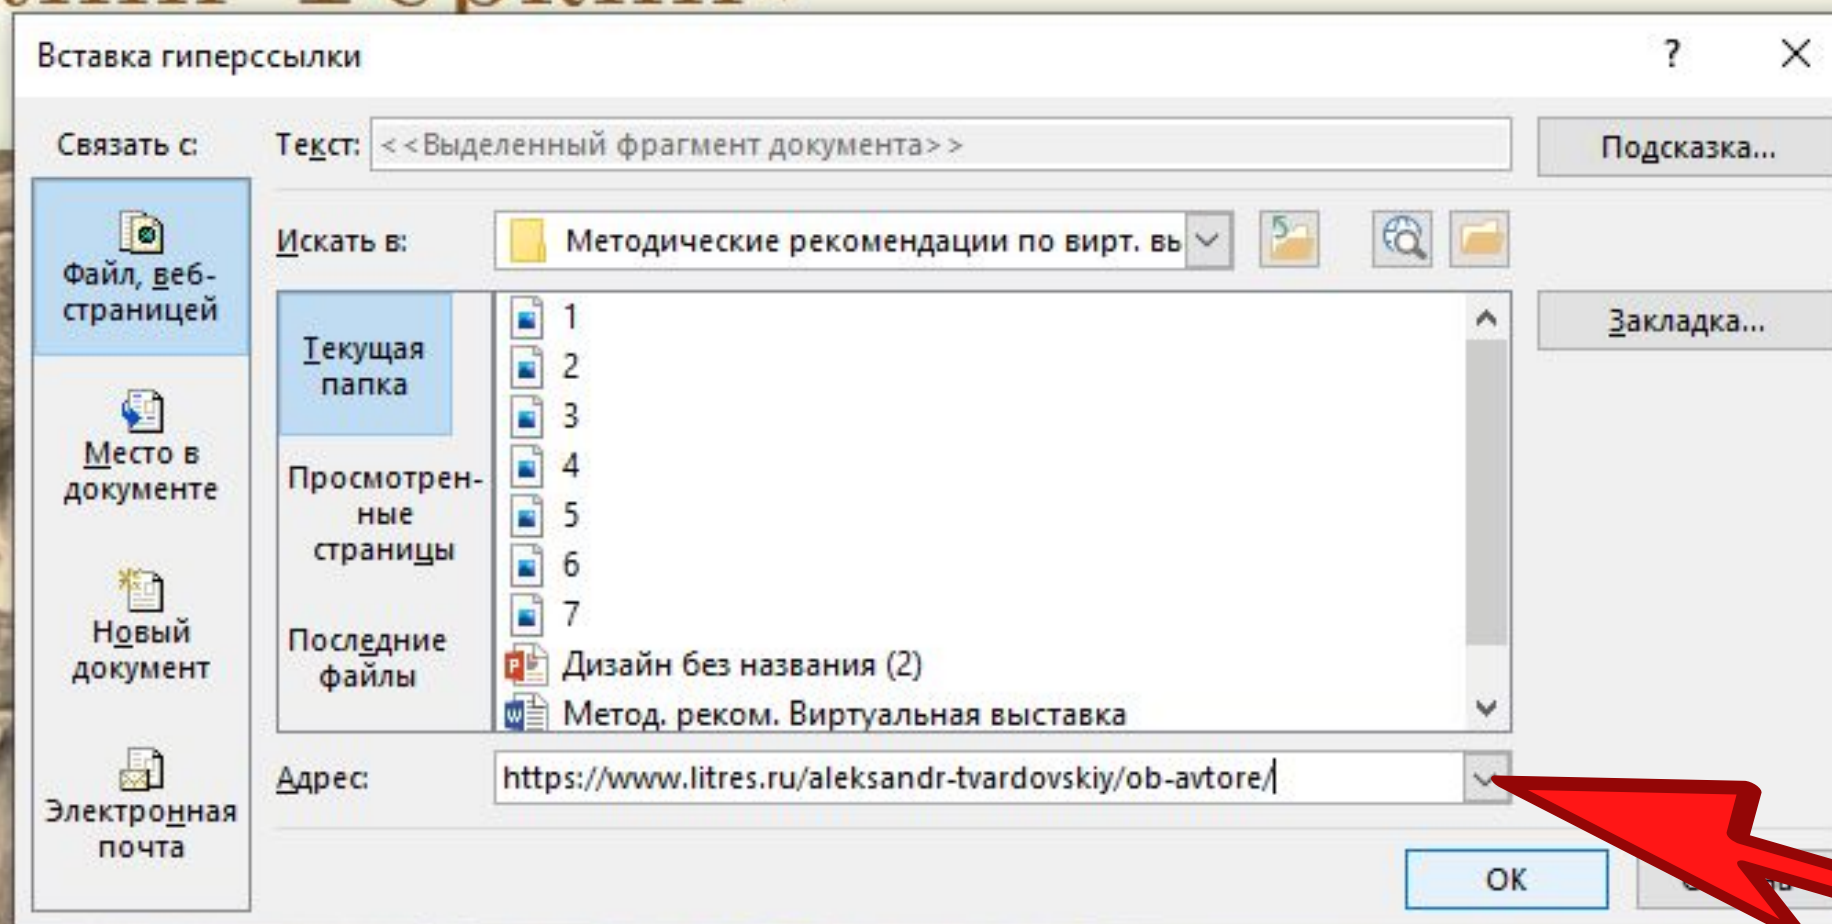 Вставка гиперссылки ?
Связать с:
Текст: <<Выделенный фрагмент документа>>
Подсказка...
Файл, веб-
страницей
Место в
документе
Новый
документ
Электронная
почта
Искать в: Методические рекомендации по вирт. вы
Текущая
папка
Просмотрен-
ные
страницы
Последние
файлы
1
2
3
4
5
6
7
Дизайн без названия (2)
Метод. реком. Виртуальная выставка
Закладка...
Адрес: https://www.litres.ru/aleksandr-tvardovskiy/ob-avtore/
ОК